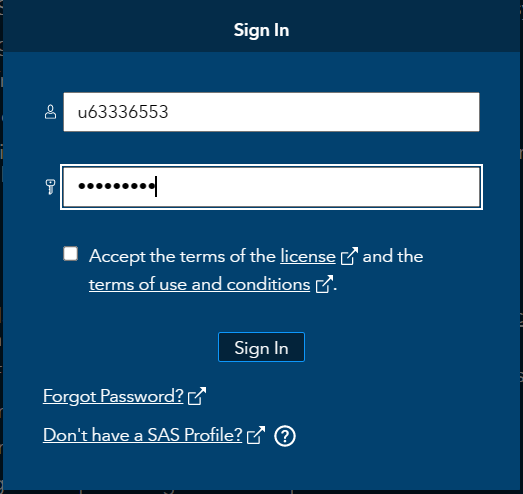 Sign In
u63336553
•••••••••
Accept the terms of the license and the
terms of use and conditions.
Sign In
Forgot Password?
Don't have a SAS Profile? ?